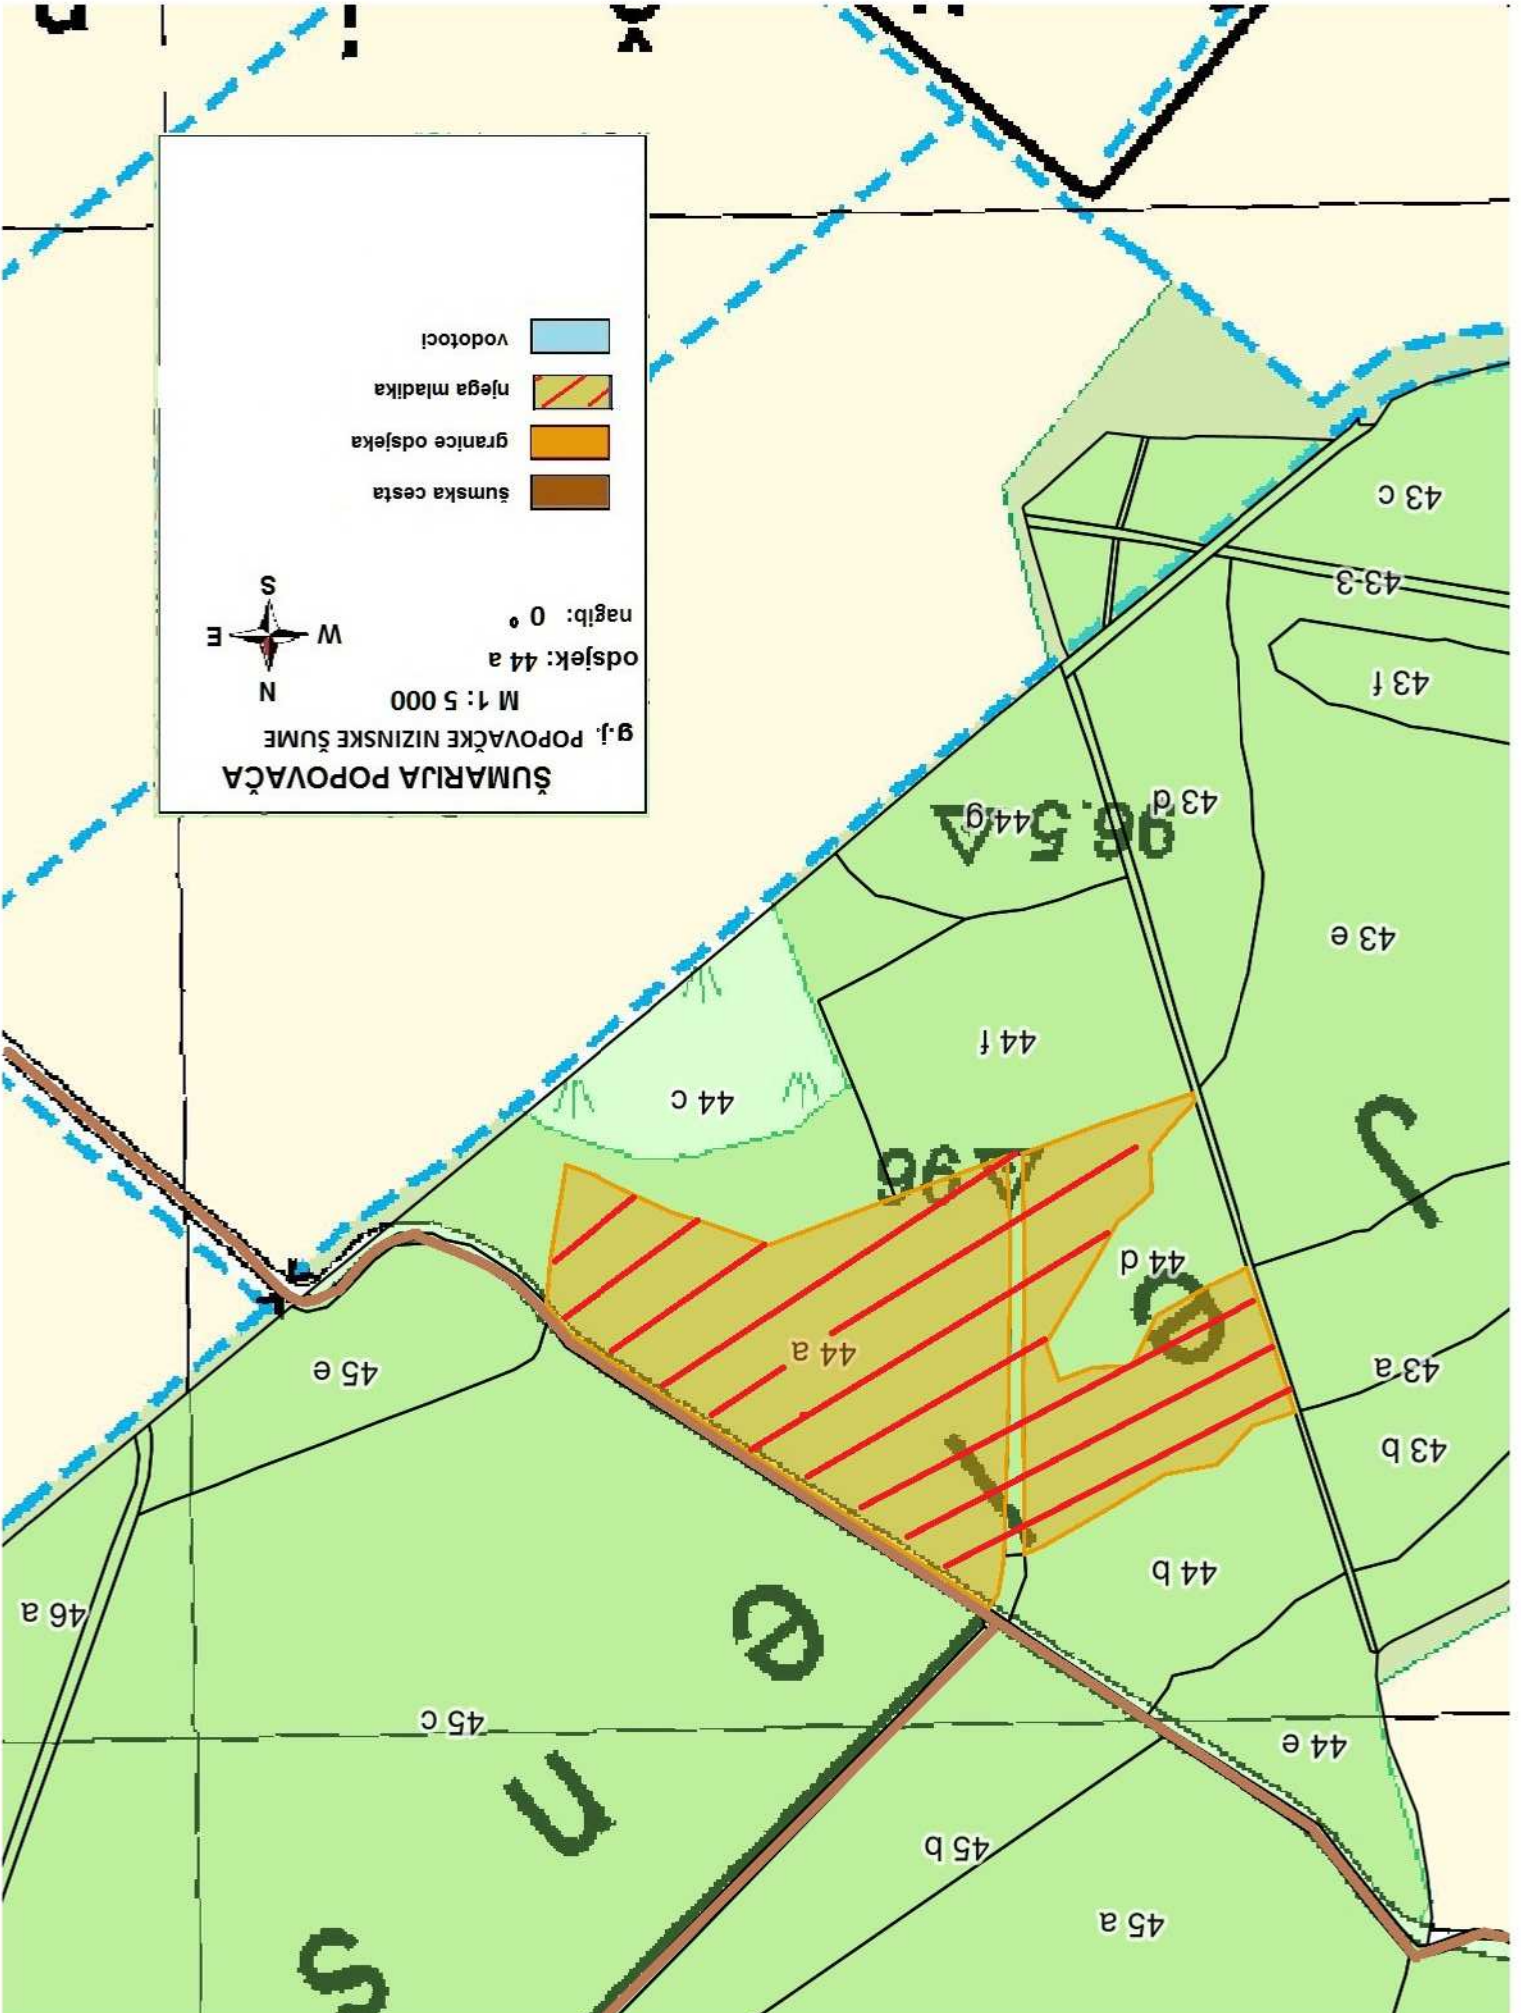 s
45 a
45 b
n
44 e
45 c
e
46 a
44 b
l
43 b
43 a
45 e
44 a
e
44 d
96
J
44 c
44 f
43 e
96.5
43 d
44 g
ŠUMARIJA POPOVAČA
g.j. POPOVAČKE NIZINSKE ŠUME
M 1: 5 000
odsjek: 44 a
nagib: 0 °
N
W
E
S
šumska cesta
granice odsjeka
njega mladika
vodotoci
43 f
43 3
43 c